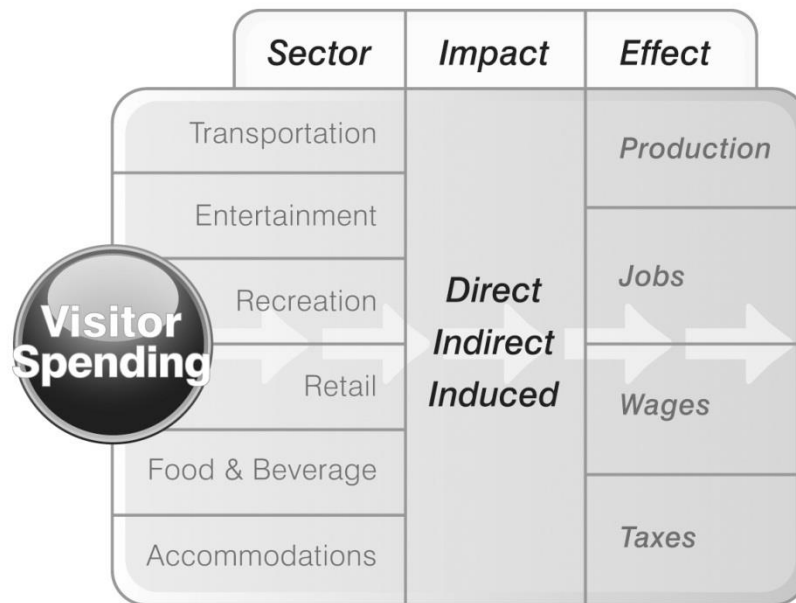 Sector
Impact
Effect
Transportation
Entertainment
Recreation
Retail
Food & Beverage
Accommodations
Visitor
Spending
Direct
Indirect
Induced
Production
Jobs
Wages
Taxes